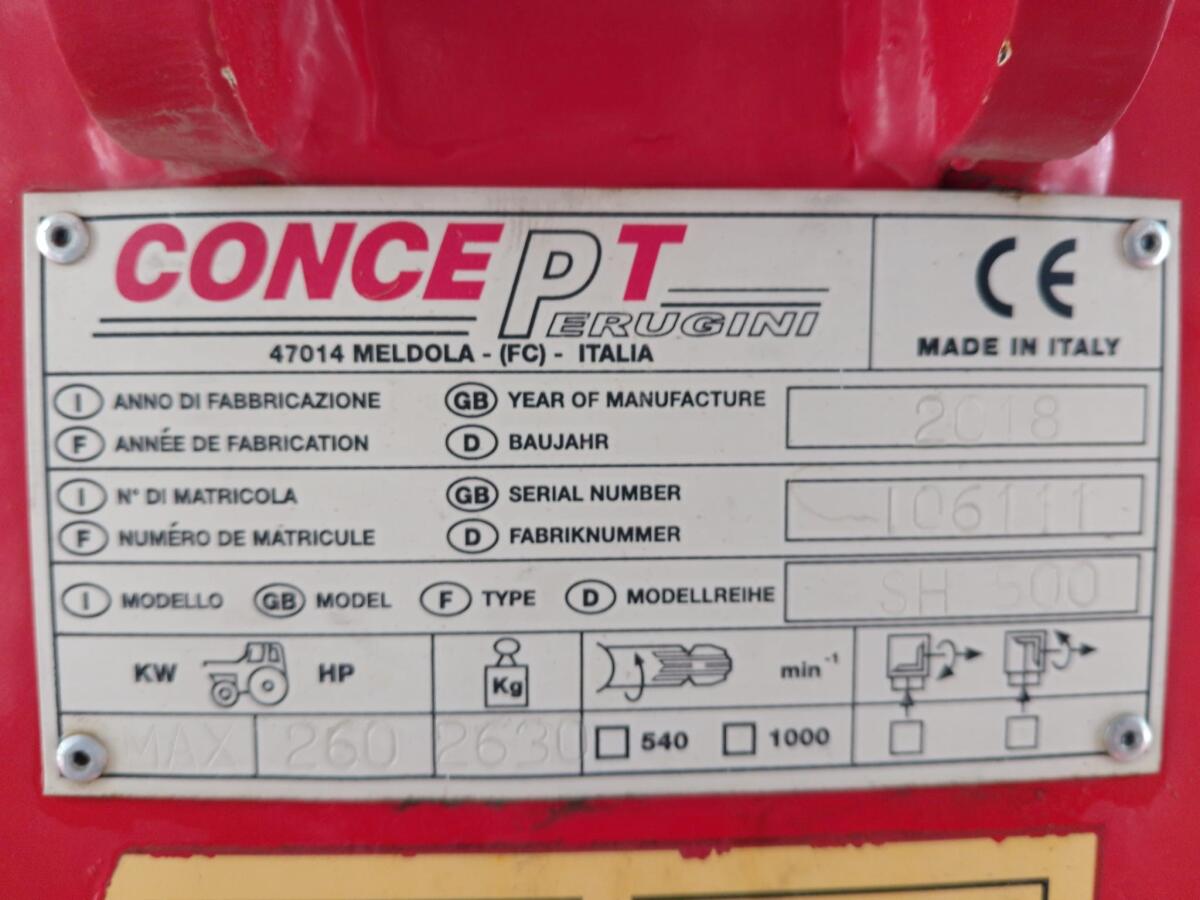 CONCEPT
PERUGINI
47014 MELDOLA - (FC) - ITALIA
CE
MADE IN ITALY
I ANNO DI FABBRICAZIONE GB YEAR OF MANUFACTURE 2018
F ANNÉE DE FABRICATION D BAUJAHR
I N° DI MATRICOLA GB SERIAL NUMBER 106111
F NUMÉRO DE MATRICULE D FABRIKNUMMER
I MODELLO GB MODEL F TYPE D MODELLREIHE SH 500
KW HP Kg min-1
MAX 260 2630 540 1000